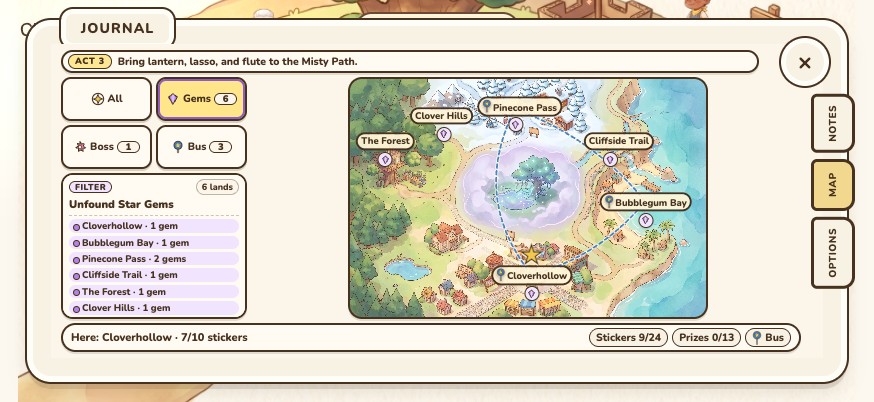 JOURNAL
ACT 3 Bring lantern, lasso, and flute to the Misty Path.
All
Gems 6
Boss 1
Bus 3
FILTER 6 lands
Unfound Star Gems
Cloverhollow · 1 gem
Bubblegum Bay · 1 gem
Pinecone Pass · 2 gems
Cliffside Trail · 1 gem
The Forest · 1 gem
Clover Hills · 1 gem
Pinecone Pass
Clover Hills
The Forest
Cliffside Trail
Bubblegum Bay
Cloverhollow
NOTES
MAP
OPTIONS
Here: Cloverhollow · 7/10 stickers
Stickers 9/24 Prizes 0/13 Bus